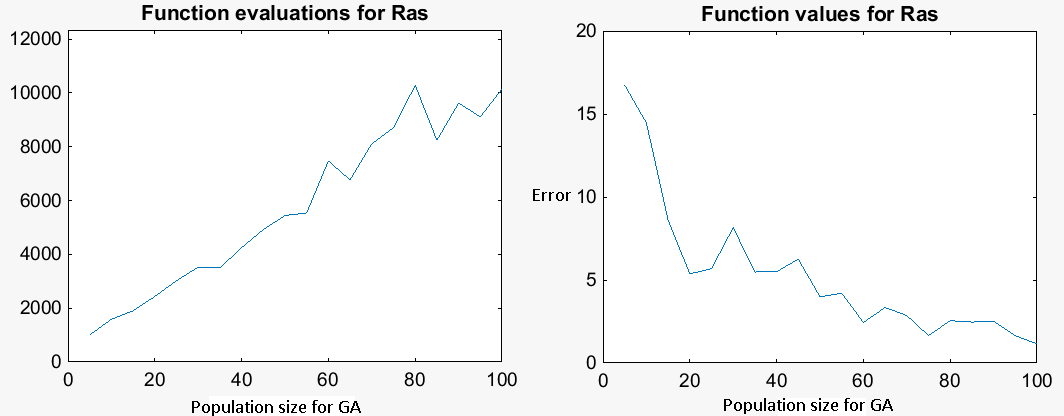 Function evaluations for Ras
12000
10000
8000
6000
4000
2000
0
0 20 40 60 80 100
Population size for GA
Function values for Ras
20
15
Error 10
5
0
0 20 40 60 80 100
Population size for GA